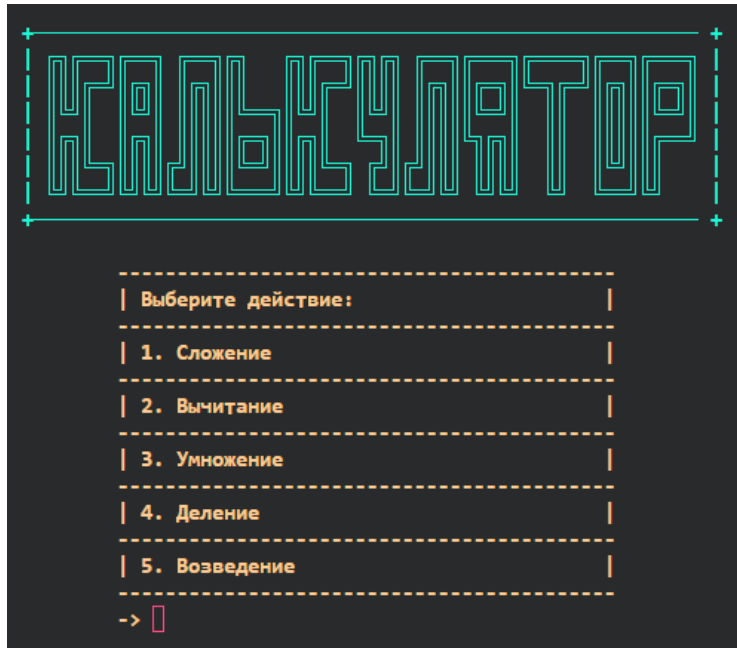 КАЛЬКУЛЯТОР
Выберите действие:
1. Сложение
2. Вычитание
3. Умножение
4. Деление
5. Возведение
->